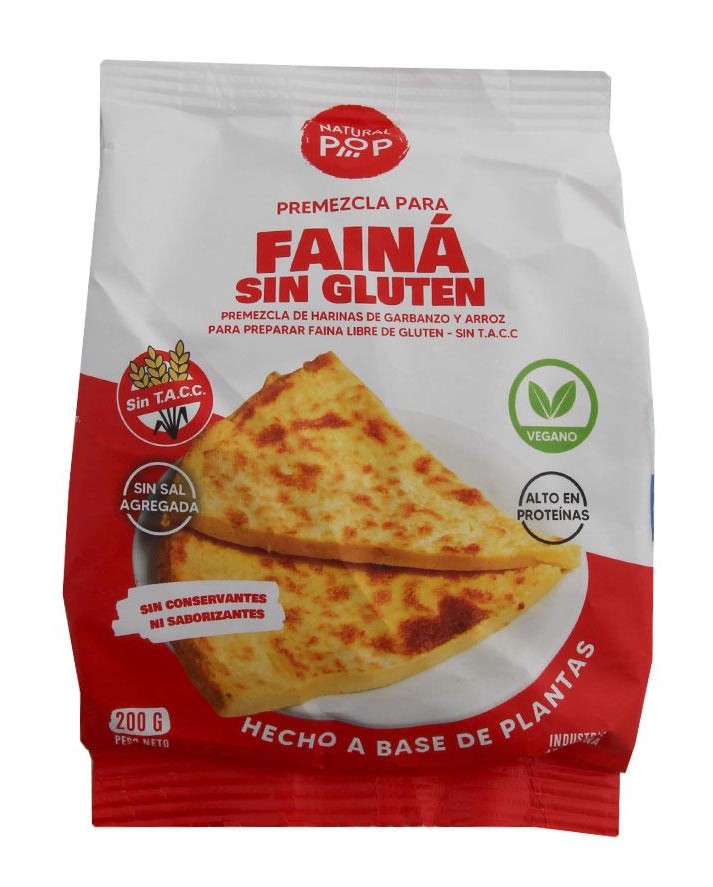 NATURAL
POP
PREMEZCLA PARA
FAINÁ
SIN GLUTEN
PREMEZCLA DE HARINAS DE GARBANZO Y ARROZ
PARA PREPARAR FAINA LIBRE DE GLUTEN - SIN T.A.C.C
Sin T.A.C.C.
VEGANO
SIN SAL
AGREGADA
ALTO EN
PROTEÍNAS
SIN CONSERVANTES
NI SABORIZANTES
200 G
PESO NETO
HECHO A BASE DE PLANTAS